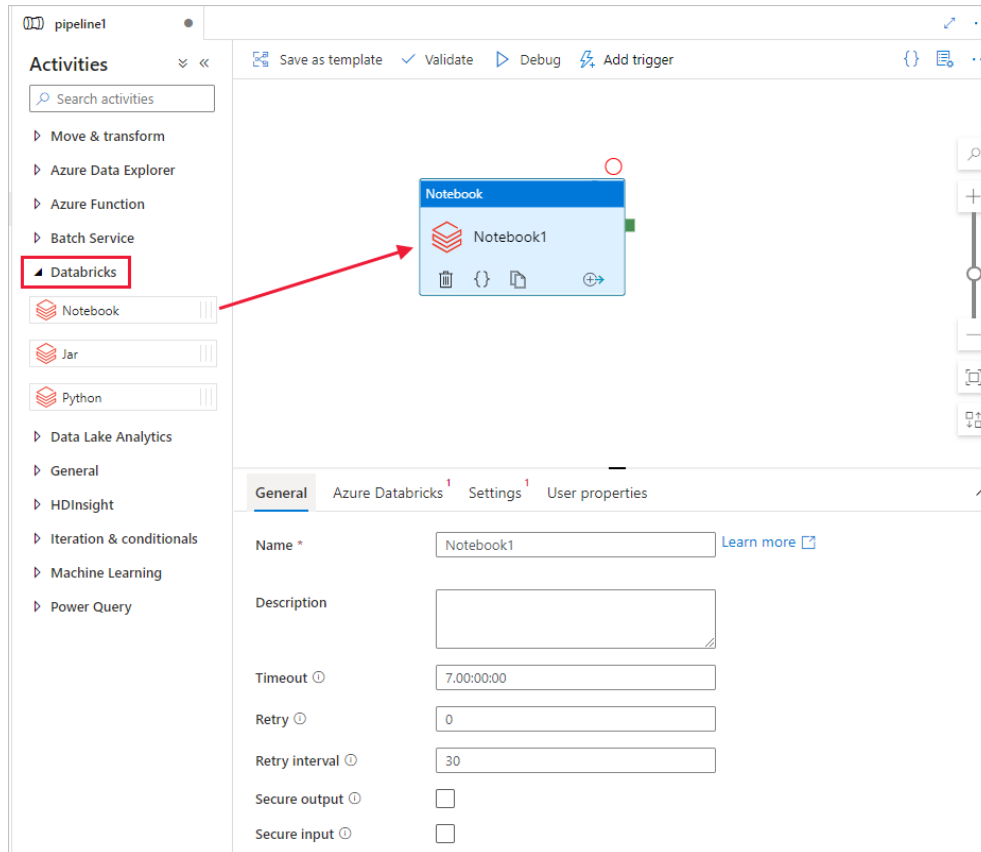 pipeline1
Activities
Search activities
Move & transform
Azure Data Explorer
Azure Function
Batch Service
Databricks
Notebook
Jar
Python
Data Lake Analytics
General
HDInsight
Iteration & conditionals
Machine Learning
Power Query
Save as template Validate Debug Add trigger
Notebook
Notebook1
General Azure Databricks 1 Settings 1 User properties
Name * Notebook1 Learn more
Description
Timeout 7.00:00:00
Retry 0
Retry interval 30
Secure output
Secure input